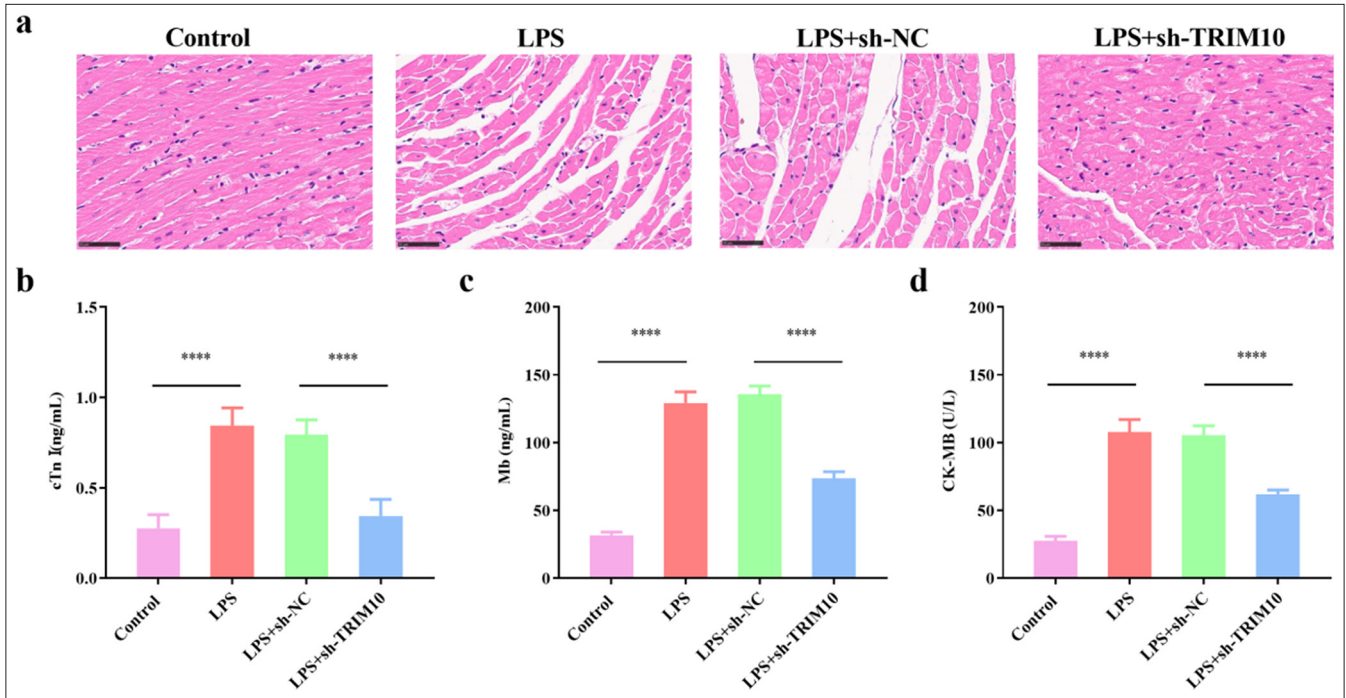 a
Control
LPS
LPS+sh-NC
LPS+sh-TRIM10
b
1.5
1.0
0.5
0.0
cTn I(ng/mL)
****
****
Control
LPS
LPS+sh-NC
LPS+sh-TRIM10
c
200
150
100
50
0
Mb (ng/mL)
****
****
Control
LPS
LPS+sh-NC
LPS+sh-TRIM10
d
200
150
100
50
0
CK-MB (U/L)
****
****
Control
LPS
LPS+sh-NC
LPS+sh-TRIM10